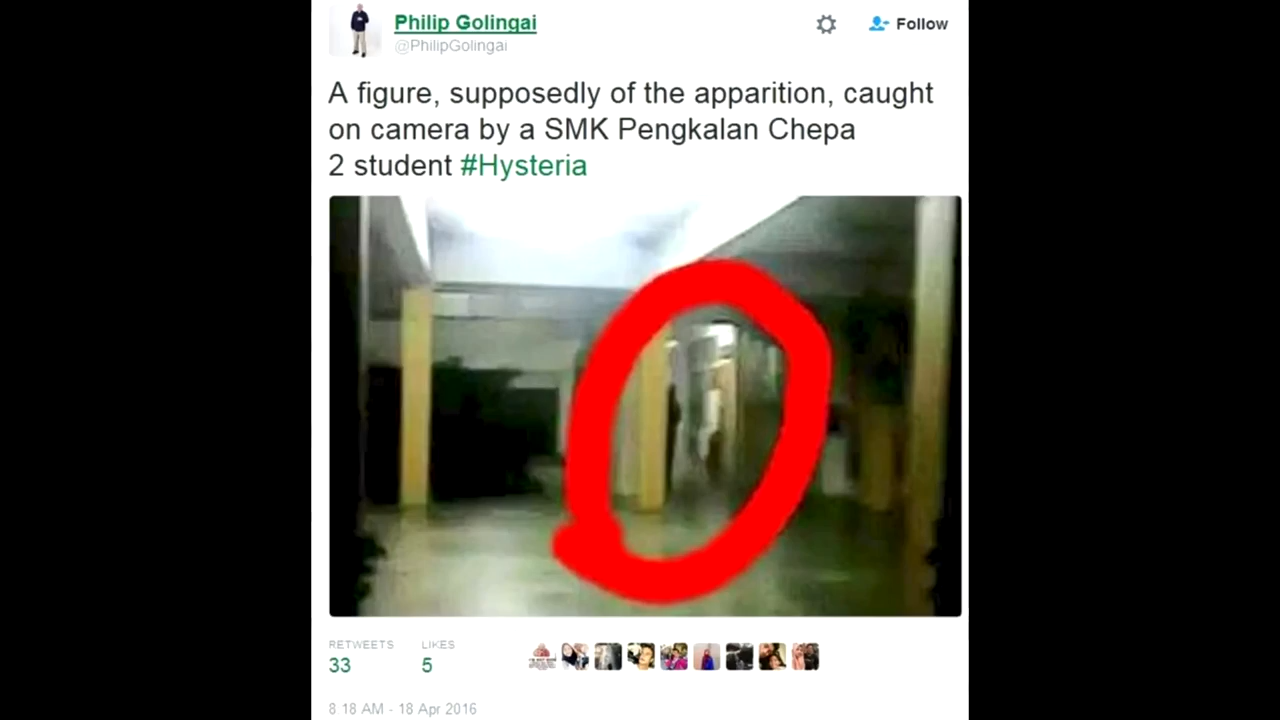 Philip Golingai
@PhilipGolingai
Follow
A figure, supposedly of the apparition, caught
on camera by a SMK Pengkalan Chepa
2 student #Hysteria
RETWEETS LIKES
33 5
8 18 AM - 18 Apr 2016